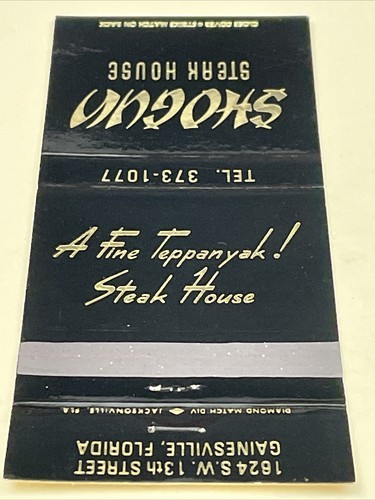 CLOSE COVER • STRIKE MATCH ON BACK
SHOGUN
STEAK HOUSE
TEL. 373-1077
A Fine Teppanyak!
Steak House
DIAMOND MATCH DIV JACKSONVILLE, FLA
1624 S.W. 13th STREET
GAINESVILLE, FLORIDA